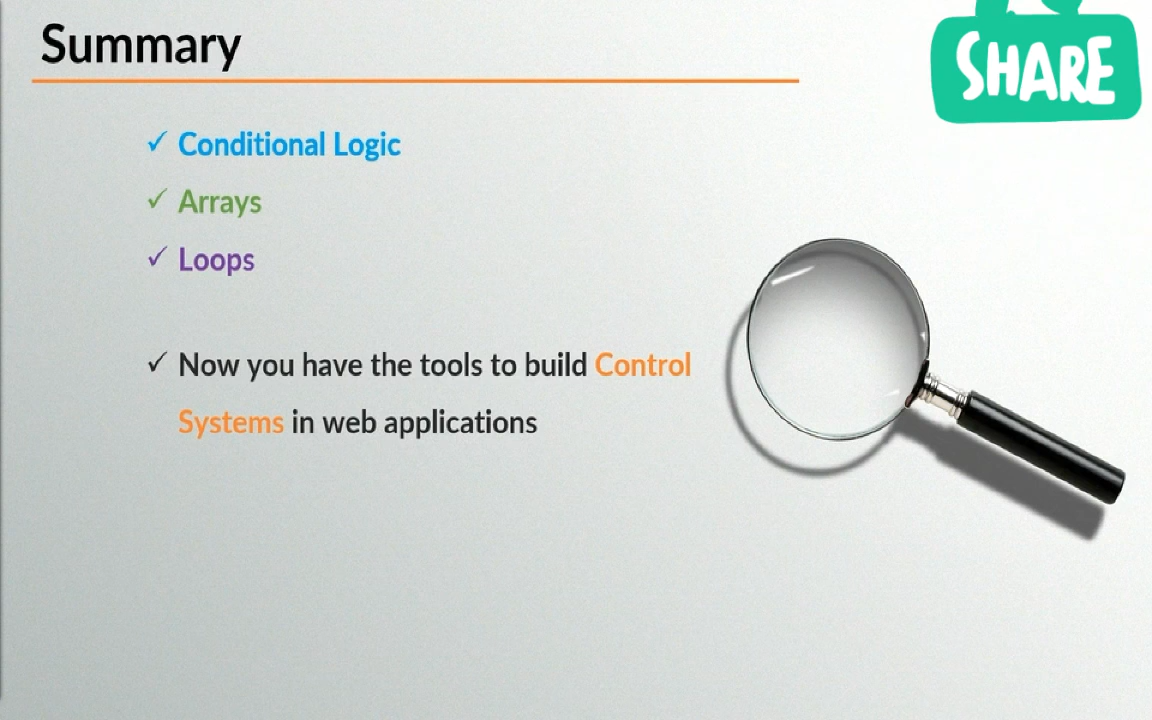 Summary
SHARE
✓ Conditional Logic
✓ Arrays
✓ Loops
✓ Now you have the tools to build Control
Systems in web applications